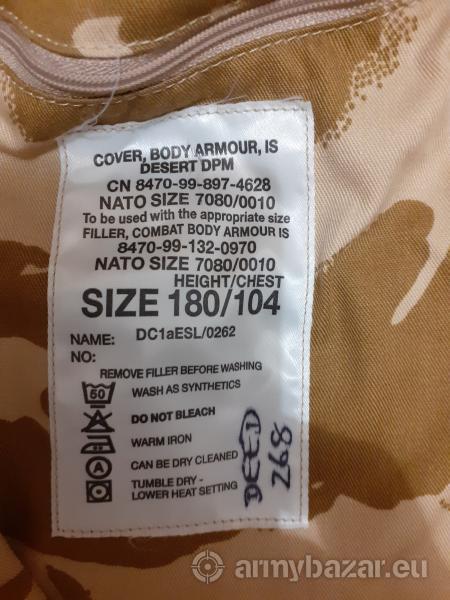 COVER, BODY ARMOUR, IS
DESERT DPM
CN 8470-99-897-4628
NATO SIZE 7080/0010
To be used with the appropriate size
FILLER, COMBAT BODY ARMOUR IS
8470-99-132-0970
NATO SIZE 7080/0010
HEIGHT/CHEST
SIZE 180/104
NAME: DC1aESL/0262
NO:
REMOVE FILLER BEFORE WASHING
50 WASH AS SYNTHETICS
DO NOT BLEACH
WARM IRON
A CAN BE DRY CLEANED
TUMBLE DRY -
LOWER HEAT SETTING
DEED
268
armybazar.eu